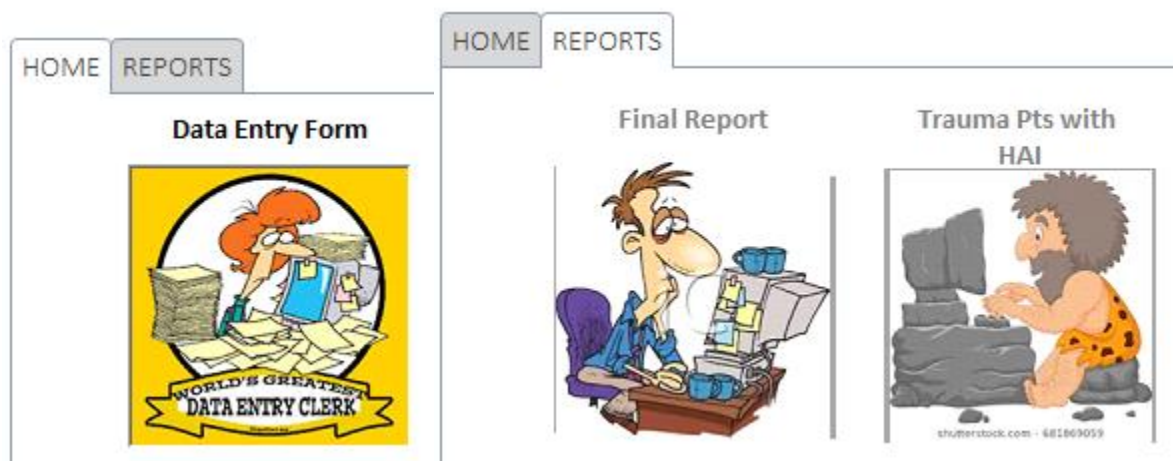 HOME REPORTS
Data Entry Form
WORLD'S GREATEST
DATA ENTRY CLERK
HOME REPORTS
Final Report
Trauma Pts with
HAI
shutterstock.com - 681869059